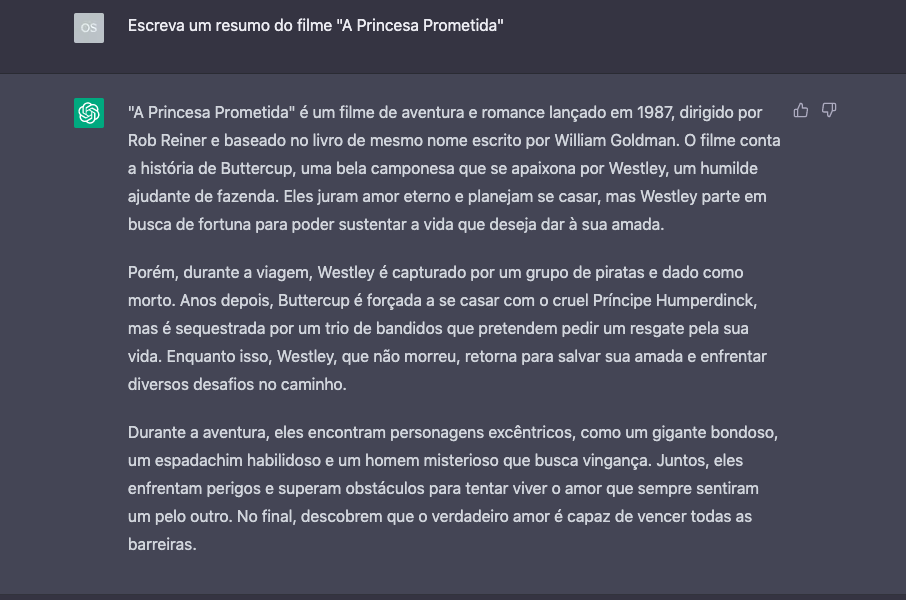 OS
Escreva um resumo do filme "A Princesa Prometida"
"A Princesa Prometida" é um filme de aventura e romance lançado em 1987, dirigido por
Rob Reiner e baseado no livro de mesmo nome escrito por William Goldman. O filme conta
a história de Buttercup, uma bela camponesa que se apaixona por Westley, um humilde
ajudante de fazenda. Eles juram amor eterno e planejam se casar, mas Westley parte em
busca de fortuna para poder sustentar a vida que deseja dar à sua amada.
Porém, durante a viagem, Westley é capturado por um grupo de piratas e dado como
morto. Anos depois, Buttercup é forçada a se casar com o cruel Príncipe Humperdinck,
mas é sequestrada por um trio de bandidos que pretendem pedir um resgate pela sua
vida. Enquanto isso, Westley, que não morreu, retorna para salvar sua amada e enfrentar
diversos desafios no caminho.
Durante a aventura, eles encontram personagens excêntricos, como um gigante bondoso,
um espadachim habilidoso e um homem misterioso que busca vingança. Juntos, eles
enfrentam perigos e superam obstáculos para tentar viver o amor que sempre sentiram
um pelo outro. No final, descobrem que o verdadeiro amor é capaz de vencer todas as
barreiras.